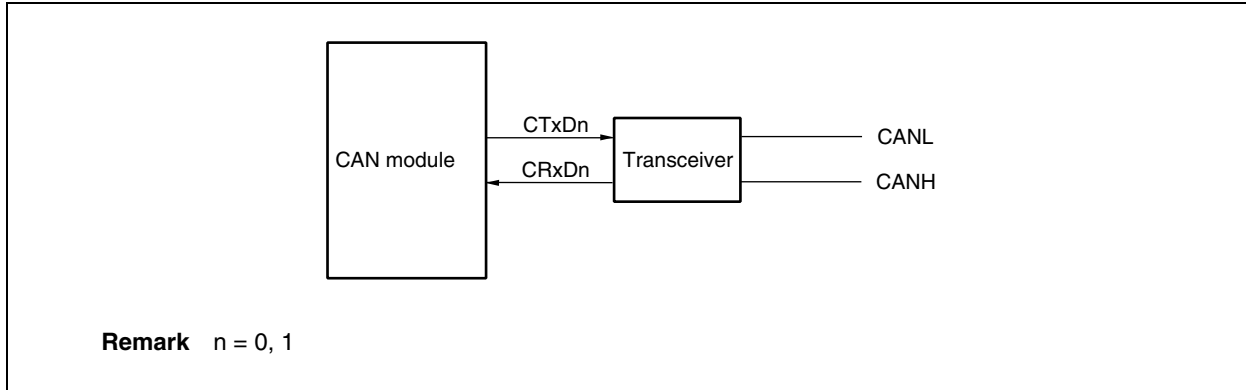 CTxDn
CANL
CAN module
Transceiver
CRxDn
CANH
Remark n = 0, 1